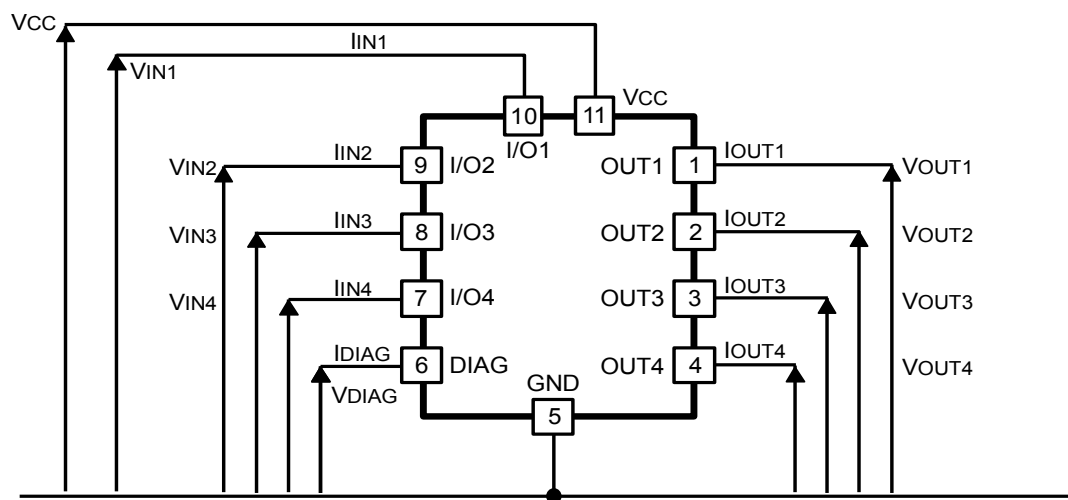 VCC
IIN1
VIN1
VCC
10
11
I/O1
VIN2
IIN2
9
I/O2
OUT1
1
IOUT1
VOUT1
VIN3
IIN3
8
I/O3
OUT2
2
IOUT2
VOUT2
VIN4
IIN4
7
I/O4
OUT3
3
IOUT3
VOUT3
IDIAG
6
DIAG
OUT4
4
IOUT4
VOUT4
VDIAG
GND
5